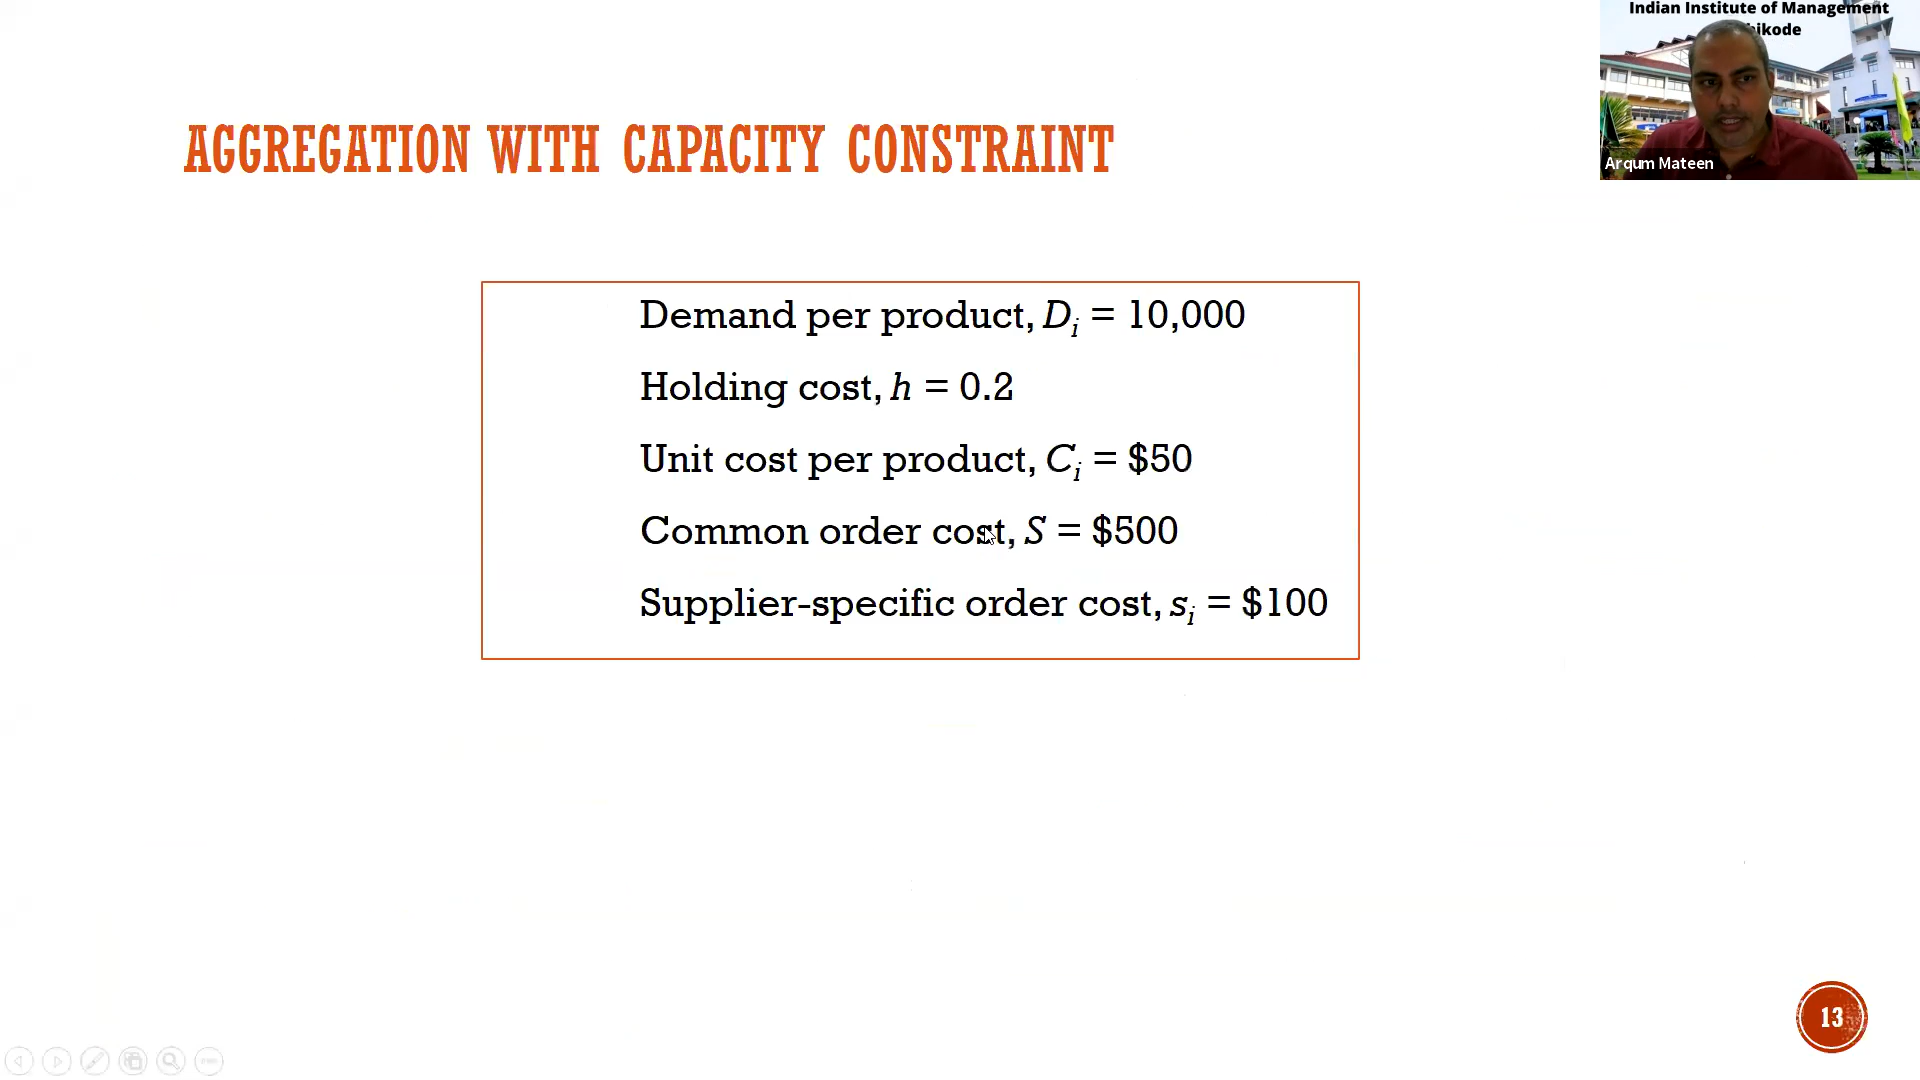 Indian Institute of Management
hikode
Arqum Mateen
AGGREGATION WITH CAPACITY CONSTRAINT
Demand per product, Di = 10,000
Holding cost, h = 0.2
Unit cost per product, Ci = $50
Common order cost, S = $500
Supplier-specific order cost, si = $100
13